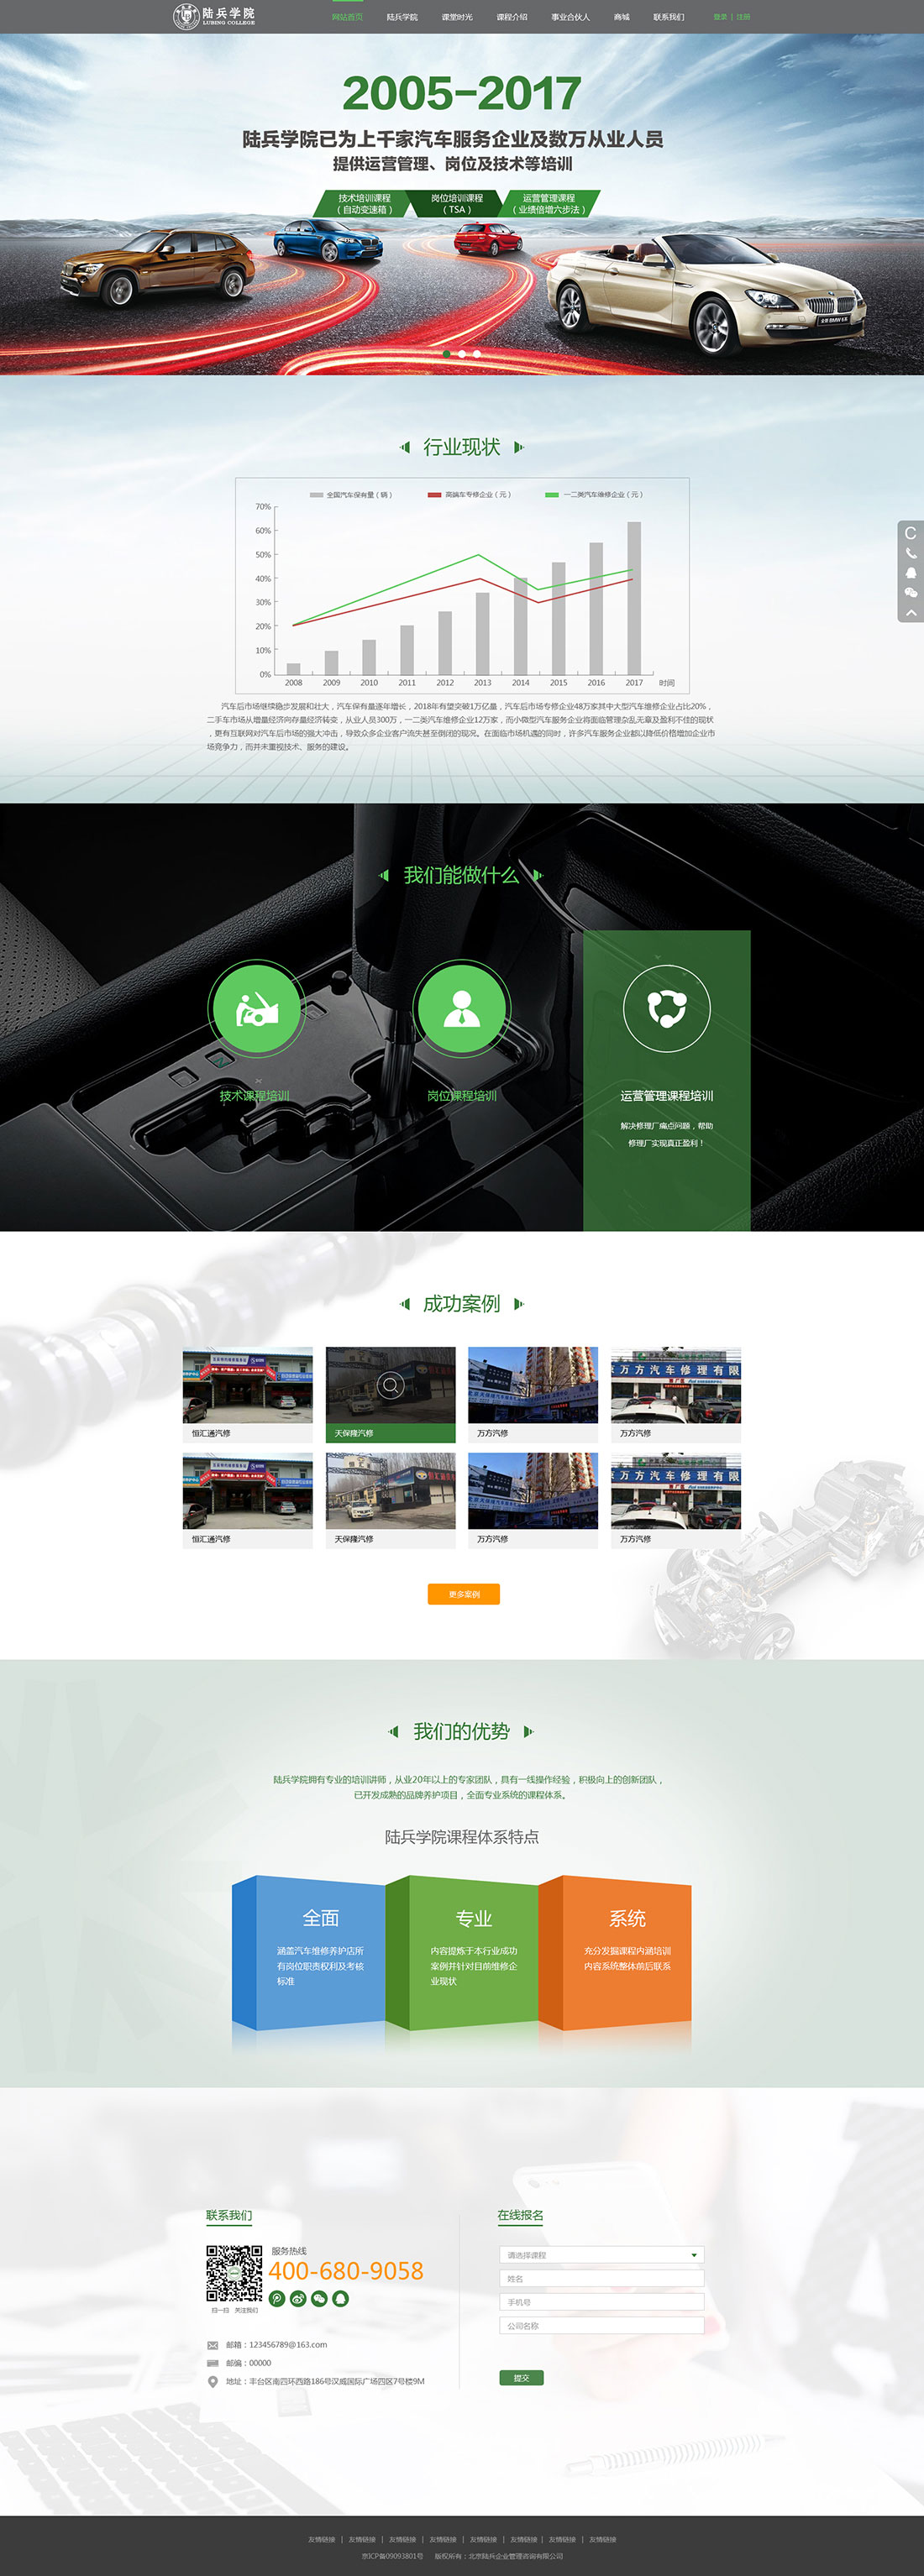 陆兵学院
LUBING COLLEGE
网站首页 陆兵学院 课堂时光 课程介绍 事业合伙人 商城 联系我们 登录 | 注册
2005-2017
陆兵学院已为上千家汽车服务企业及数万从业人员
提供运营管理、岗位及技术等培训
技术培训课程 岗位培训课程 运营管理课程
（自动变速箱） （TSA） （业绩倍增六步法）
行业现状
全国汽车保有量（辆） 高端车专修企业（元） 一二类汽车维修企业（元）
70%
60%
50%
40%
30%
20%
10%
0%
2008 2009 2010 2011 2012 2013 2014 2015 2016 2017 时间
汽车后市场继续稳步发展和壮大，汽车保有量逐年增长，2018年有望突破1万亿量，汽车后市场专修企业48万家其中大型汽车维修企业占比20%，
二手车市场从增量经济向存量经济转变，从业人员300万，一二类汽车维修企业12万家，而小微型汽车服务企业将面临管理杂乱无章及盈利不佳的现状
，更有互联网对汽车后市场的强大冲击，导致众多企业客户流失甚至倒闭的现况。在面临市场机遇的同时，许多汽车服务企业都以降低价格增加企业市
场竞争力，而并未重视技术、服务的建设。
我们能做什么
技术课程培训 岗位课程培训 运营管理课程培训
解决修理厂痛点问题，帮助
修理厂实现真正盈利！
成功案例
万方汽车修理有限
恒汇通汽修 天保隆汽修 万方汽修 万方汽修
万方汽车修理有限
恒汇通汽修 天保隆汽修 万方汽修 万方汽修
更多案例
我们的优势
陆兵学院拥有专业的培训讲师，从业20年以上的专家团队，具有一线操作经验，积极向上的创新团队，
已开发成熟的品牌养护项目，全面专业系统的课程体系。
陆兵学院课程体系特点
全面 专业 系统
涵盖汽车维修养护店所 内容提炼于本行业成功 充分发掘课程内涵培训
有岗位职责权利及考核 案例并针对目前维修企 内容系统整体前后联系
标准 业现状
联系我们
服务热线
400-680-9058
扫一扫 关注我们
邮箱：123456789@163.com
邮编：00000
地址：丰台区南四环西路186号汉威国际广场四区7号楼9M
在线报名
请选择课程
姓名
手机号
公司名称
提交
友情链接 | 友情链接 | 友情链接 | 友情链接 | 友情链接 | 友情链接 | 友情链接 | 友情链接
京ICP备09093801号 版权所有：北京陆兵企业管理咨询有限公司